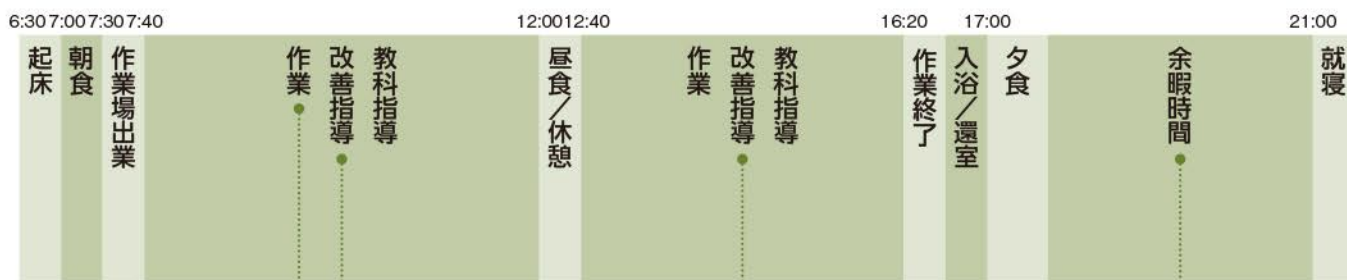 6:30 7:00 7:30 7:40 12:00 12:40 16:20 17:00 21:00
起床
朝食
作業場出業
作業
改善指導
教科指導
昼食／休憩
作業
改善指導
教科指導
作業終了
入浴／還室
夕食
余暇時間
就寝